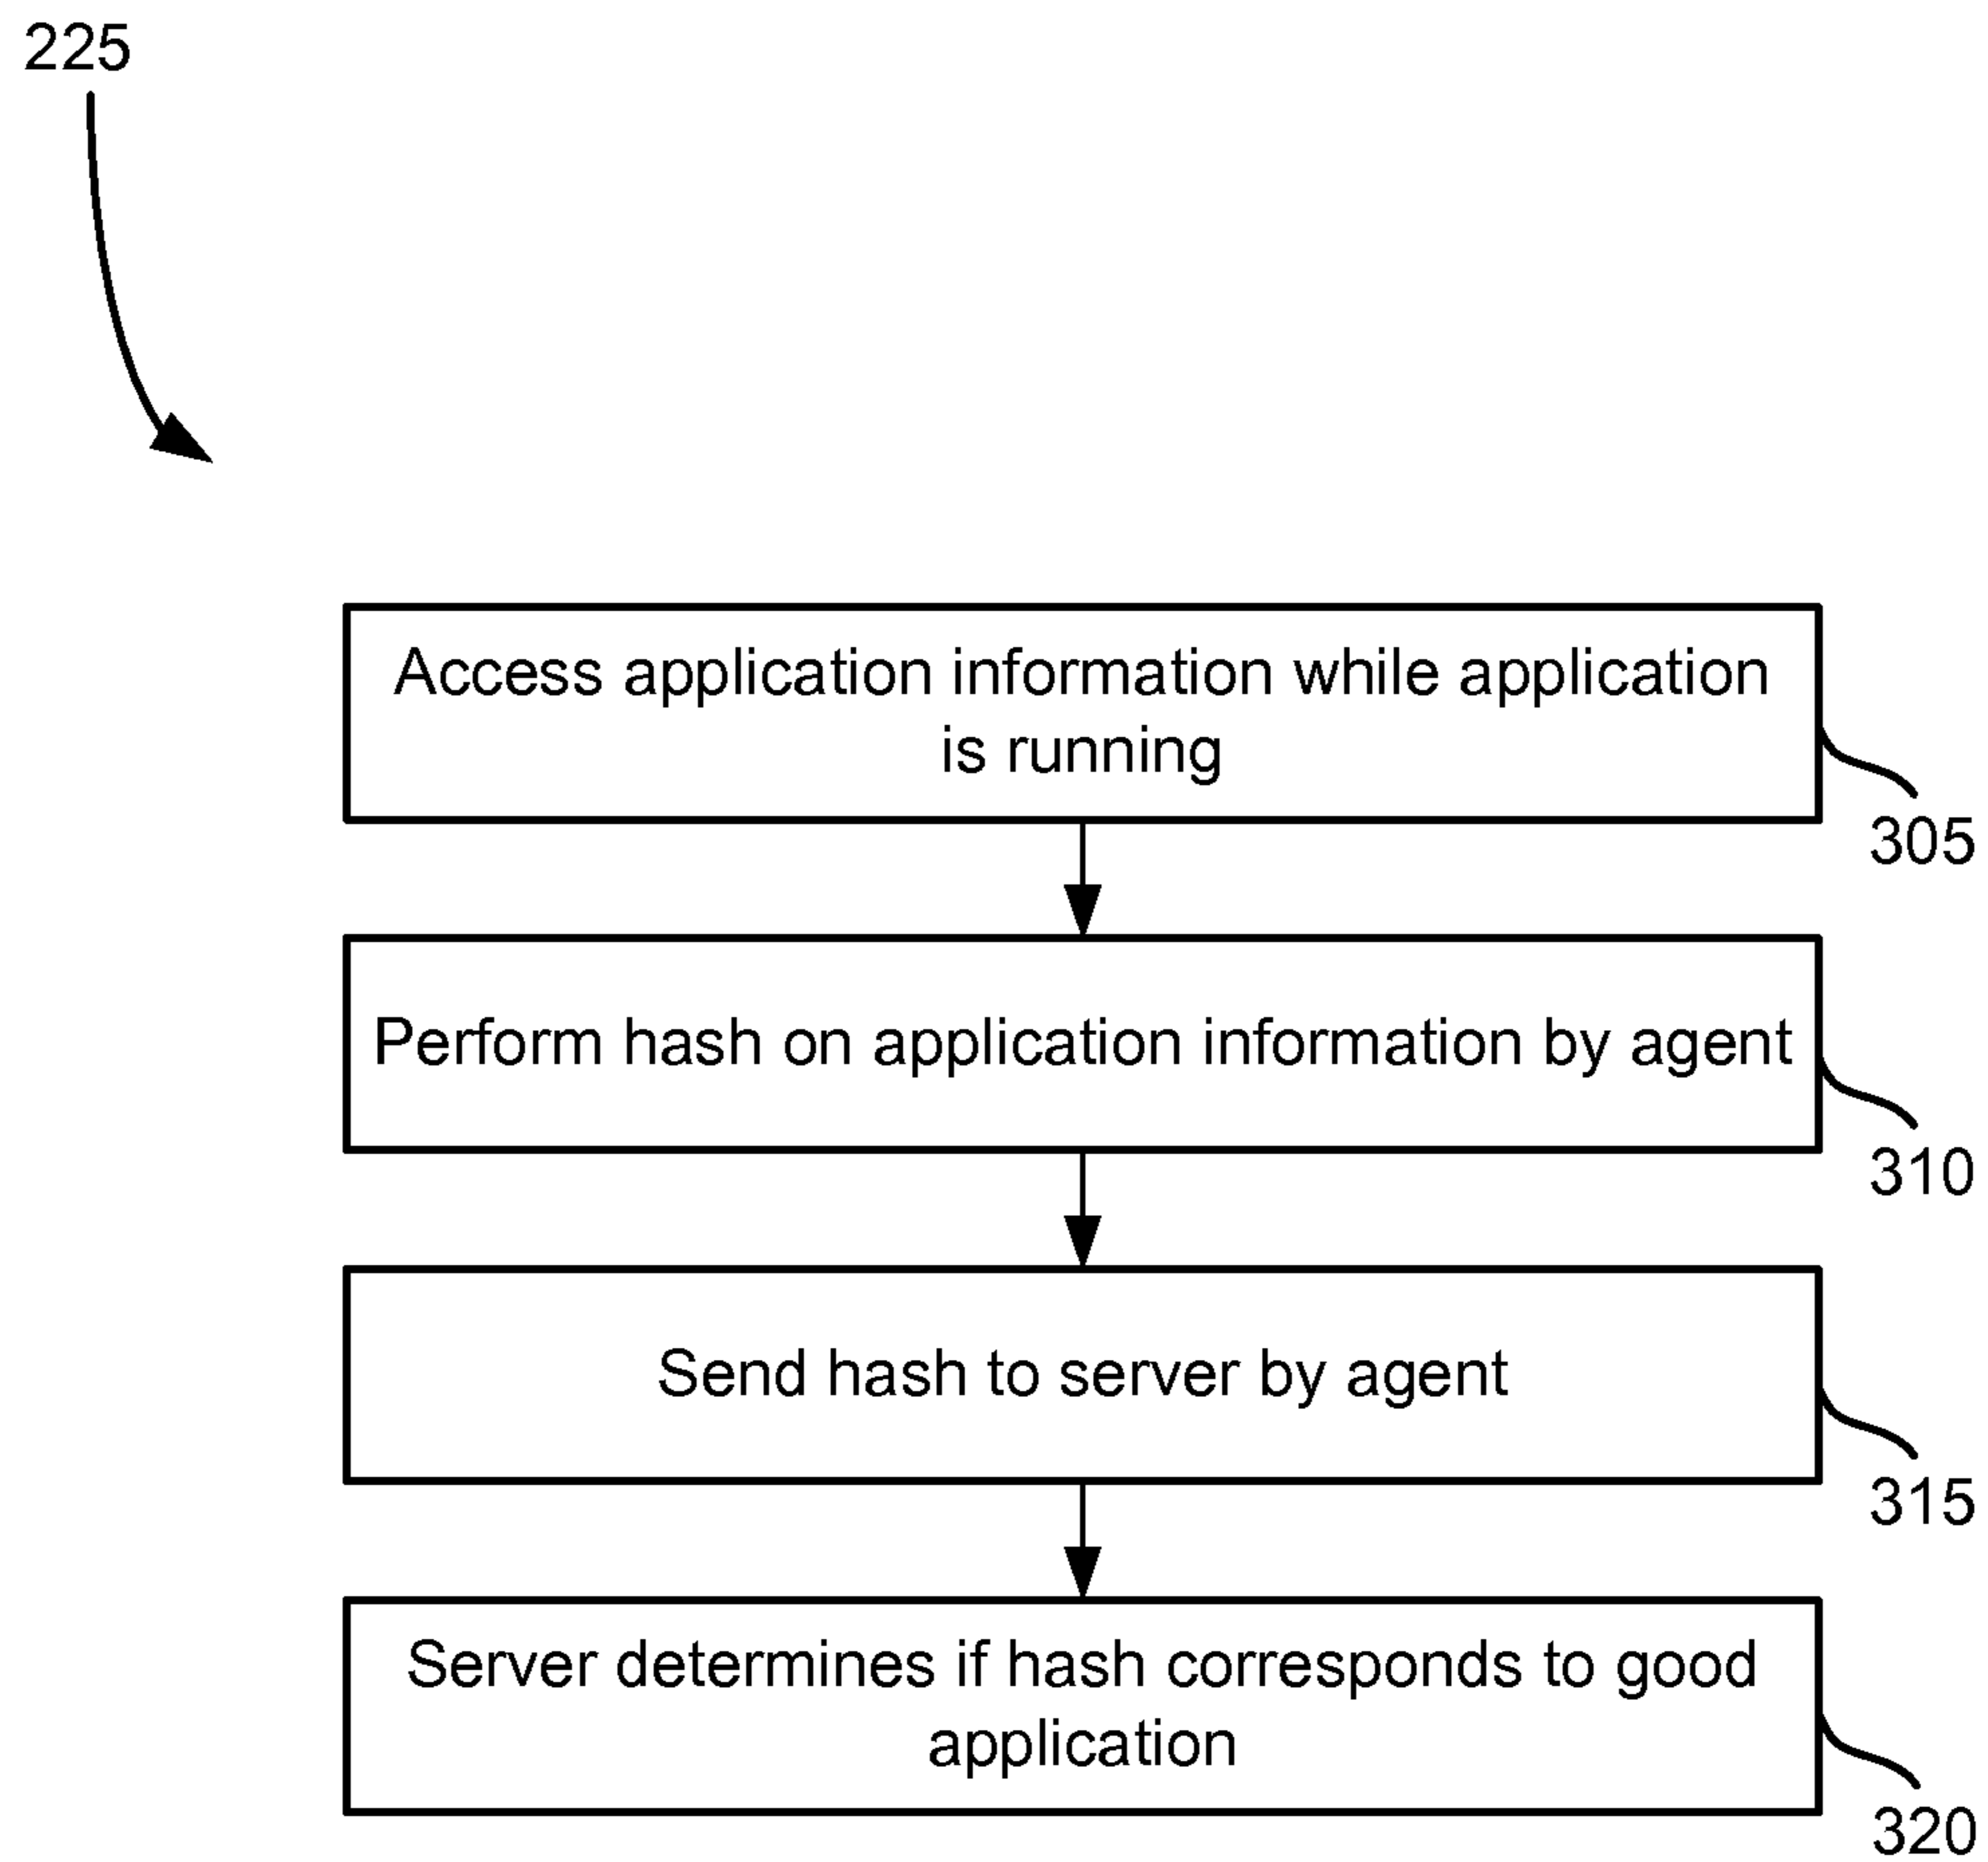 225
Access application information while application
is running
305
Perform hash on application information by agent
310
Send hash to server by agent
315
Server determines if hash corresponds to good
application
320